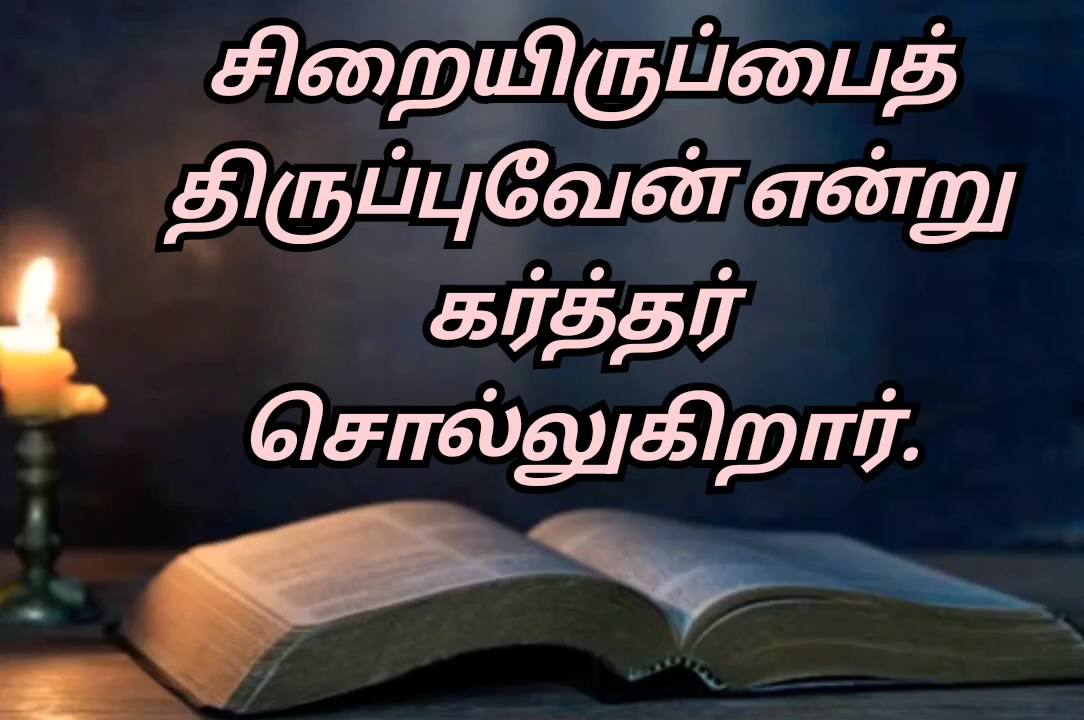 சிறையிருப்பைத்
திருப்புவேன் என்று
கர்த்தர்
சொல்லுகிறார்.